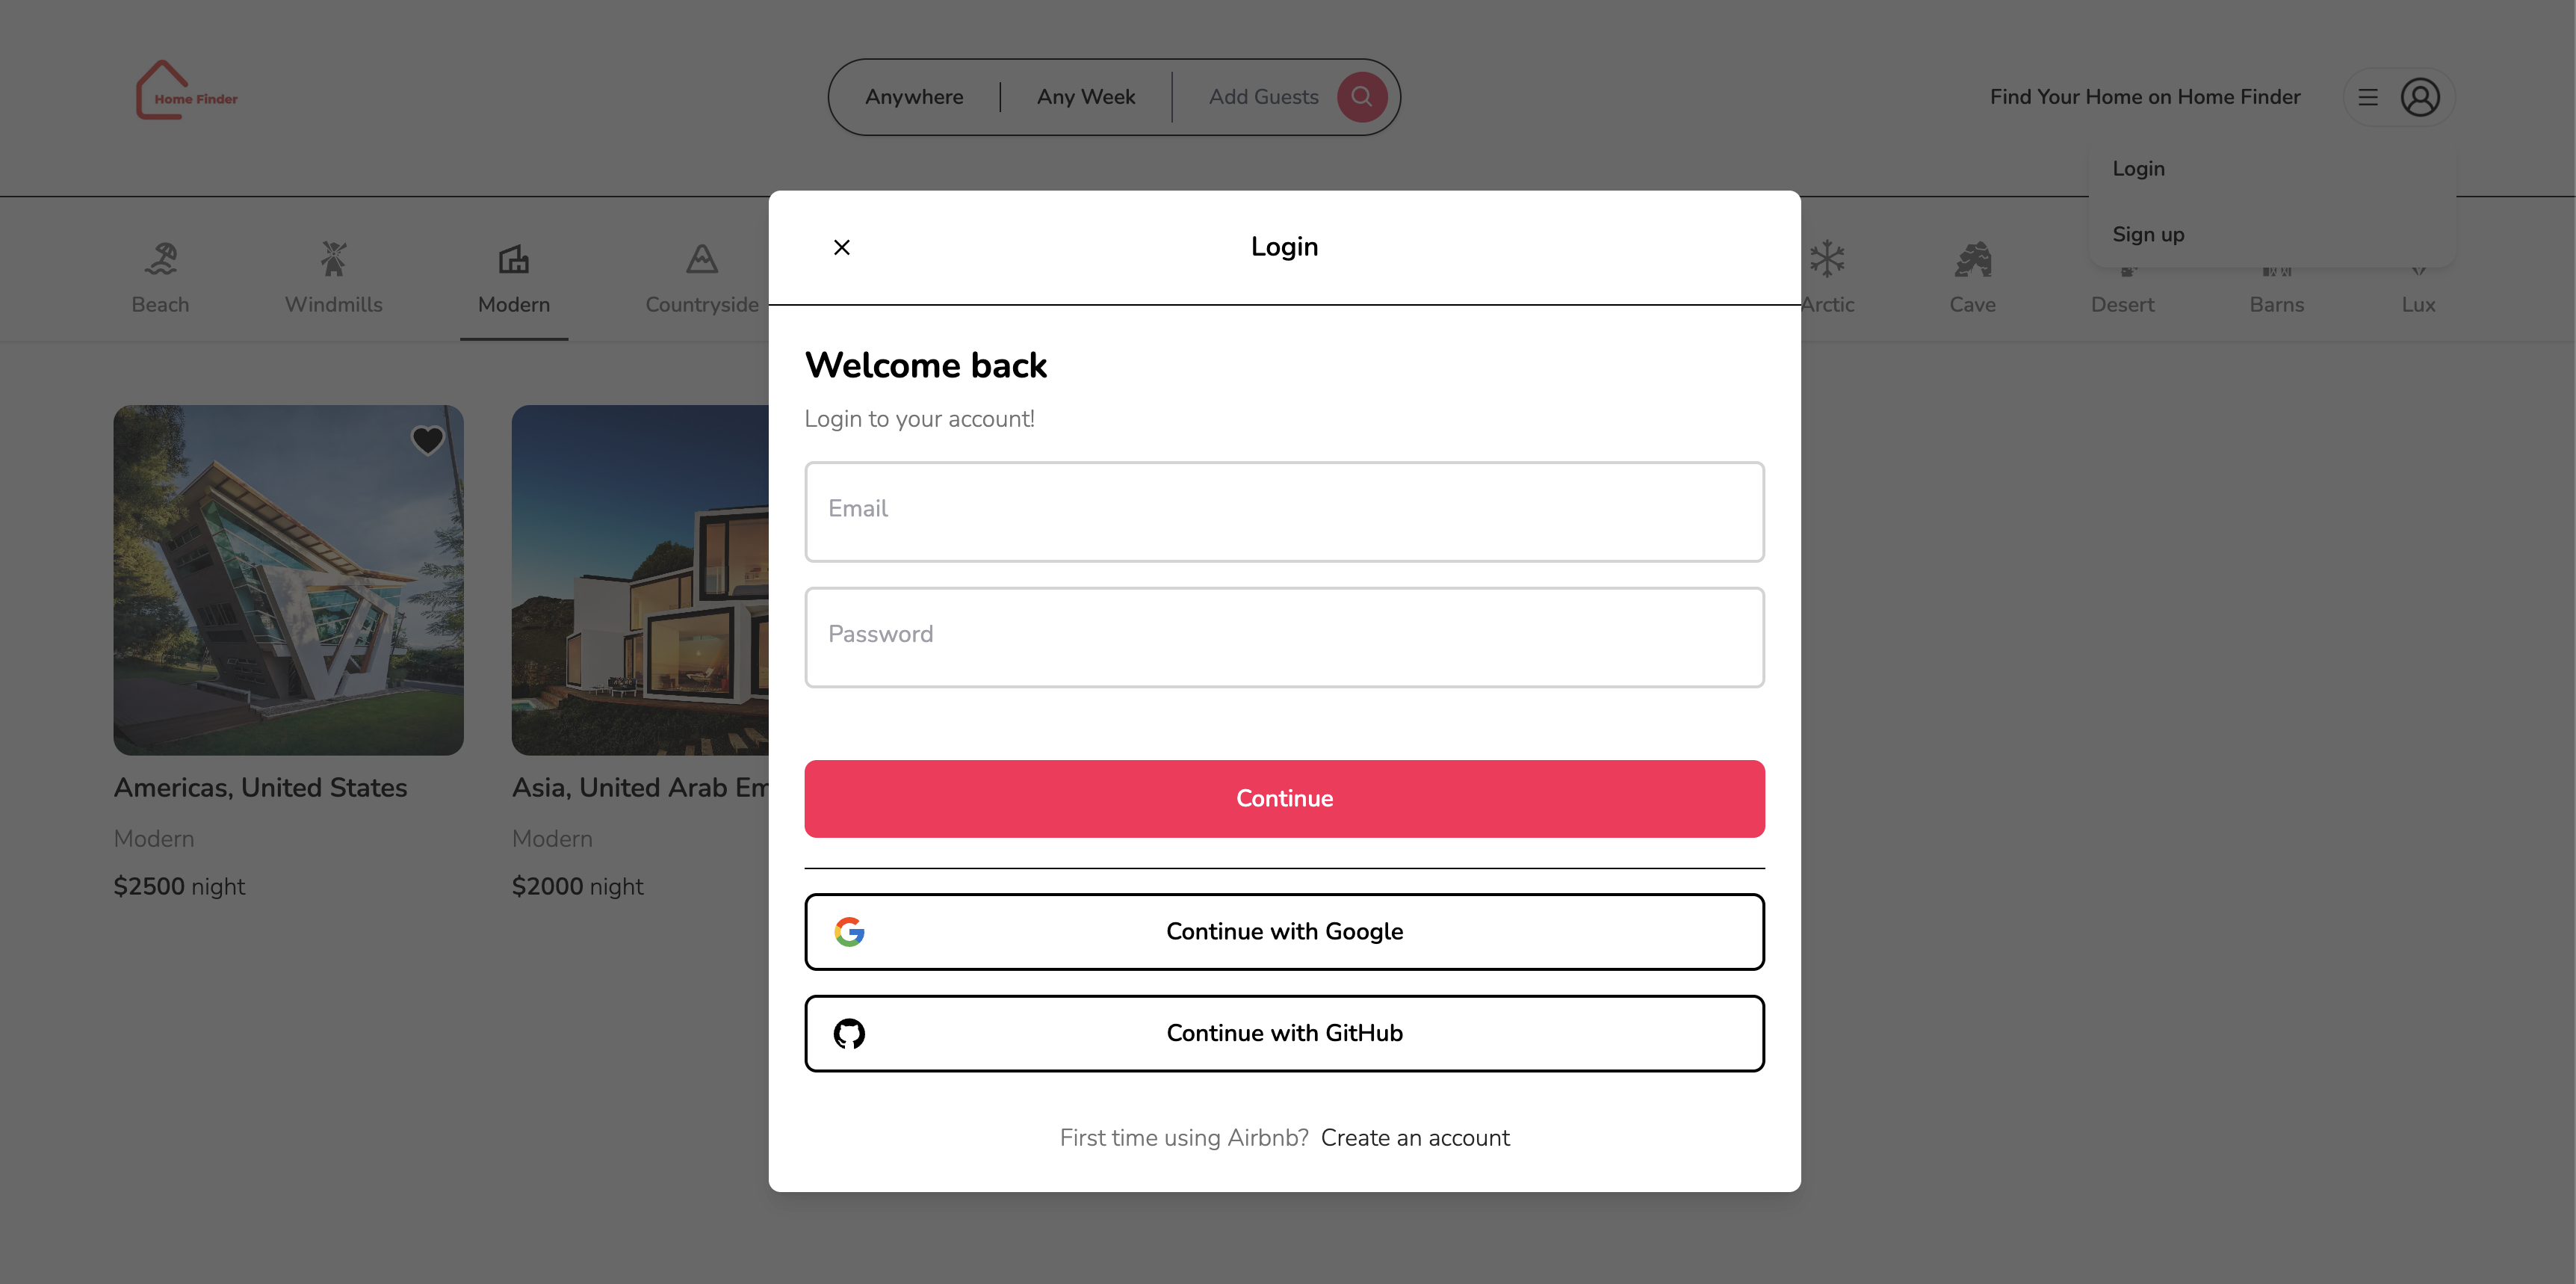 Home Finder
Anywhere
Any Week
Add Guests
Find Your Home on Home Finder
Login
Sign up
Beach
Windmills
Modern
Countryside
Arctic
Cave
Desert
Barns
Lux
Login
Welcome back
Login to your account!
Email
Password
Continue
Continue with Google
Continue with GitHub
First time using Airbnb? Create an account
Americas, United States
Modern
$2500 night
Asia, United Arab Em
Modern
$2000 night